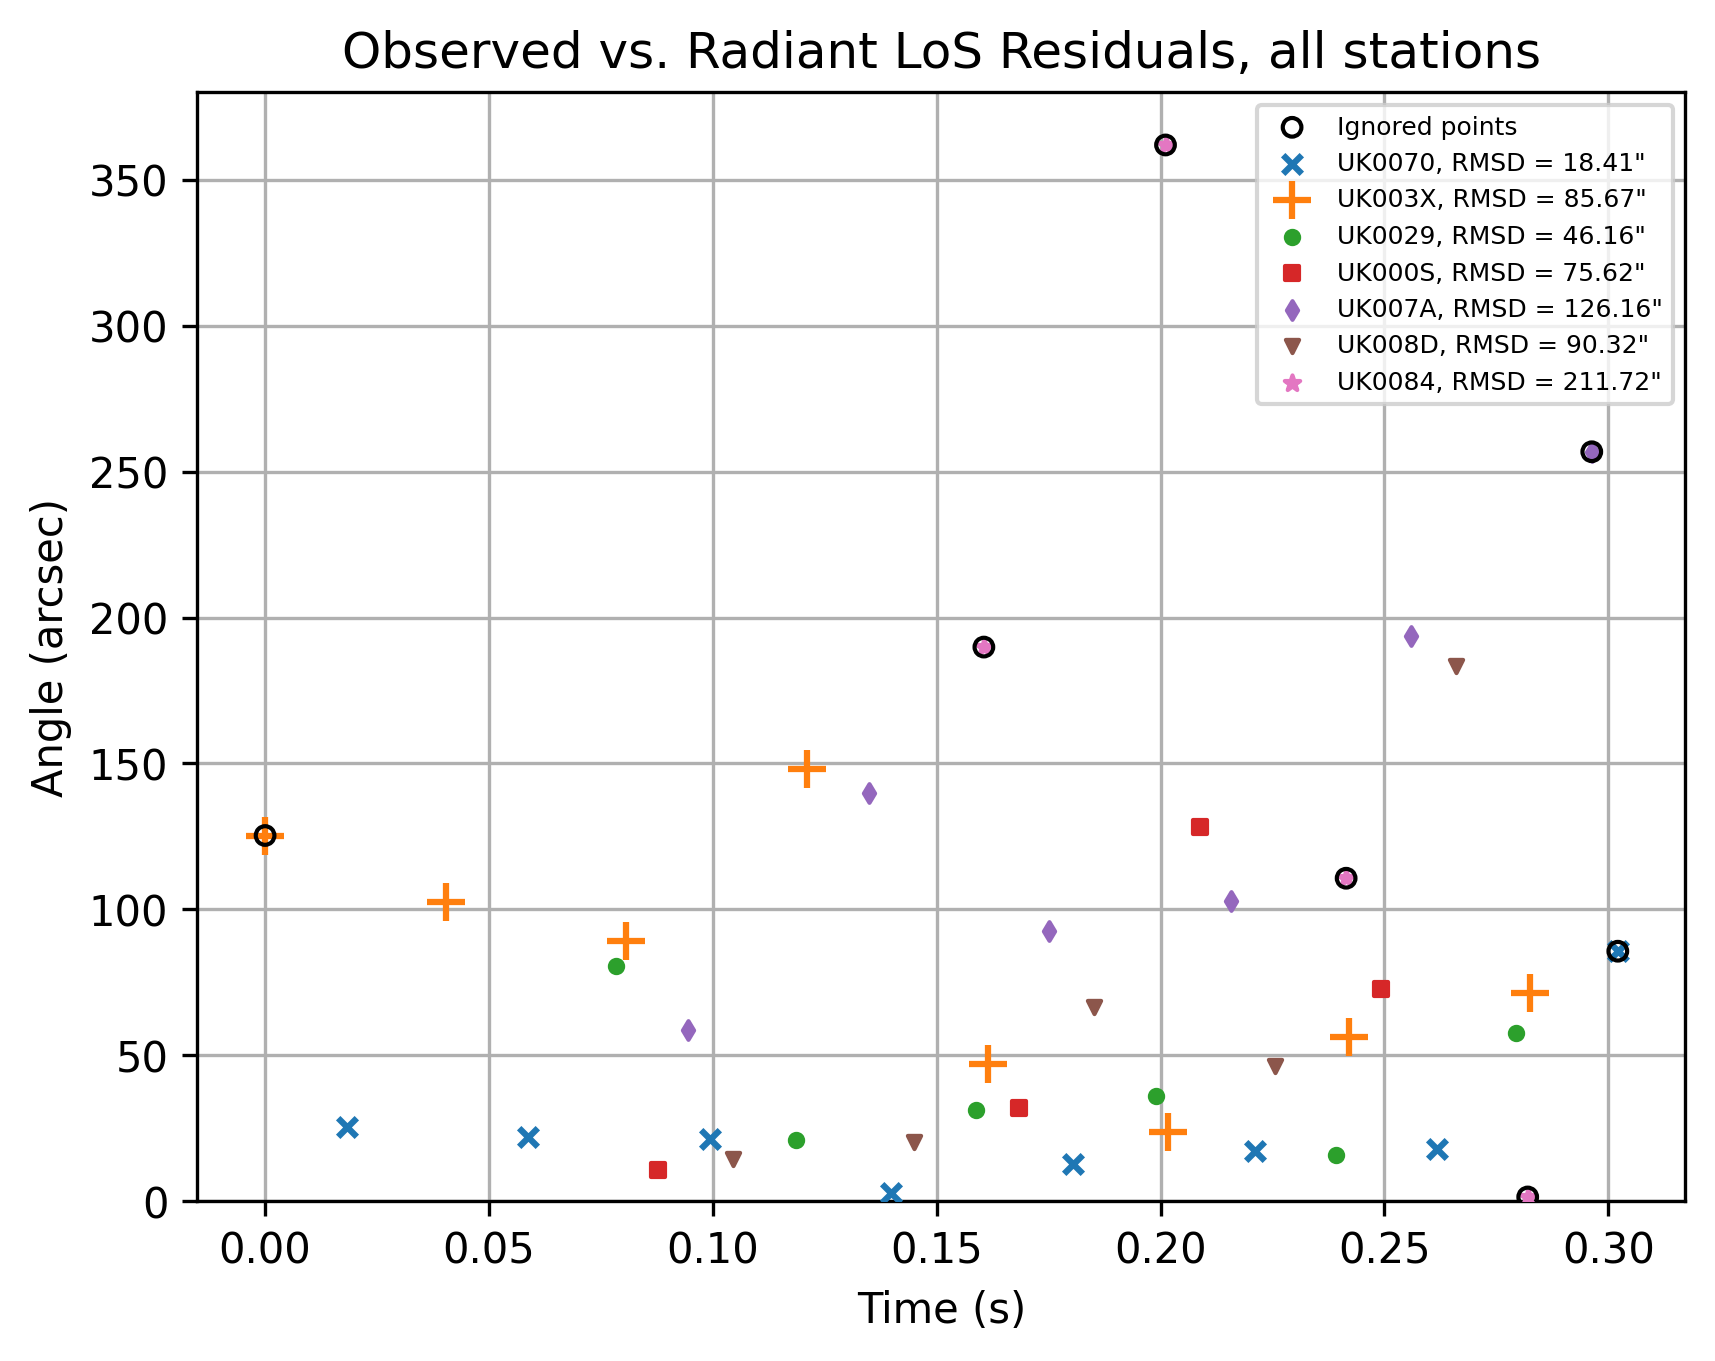 Observed vs. Radiant LoS Residuals, all stations
Ignored points
UK0070, RMSD = 18.41"
UK003X, RMSD = 85.67"
UK0029, RMSD = 46.16"
UK000S, RMSD = 75.62"
UK007A, RMSD = 126.16"
UK008D, RMSD = 90.32"
UK0084, RMSD = 211.72"
Angle (arcsec)
350
300
250
200
150
100
50
0
0.00 0.05 0.10 0.15 0.20 0.25 0.30
Time (s)